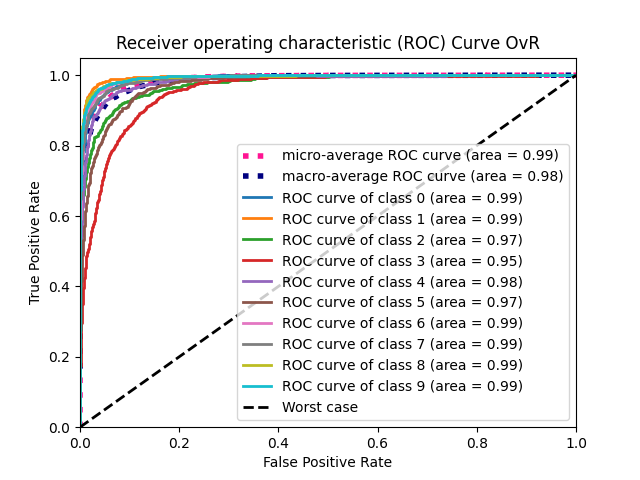 Receiver operating characteristic (ROC) Curve OvR
True Positive Rate
1.0
0.8
0.6
0.4
0.2
0.0
micro-average ROC curve (area = 0.99)
macro-average ROC curve (area = 0.98)
ROC curve of class 0 (area = 0.99)
ROC curve of class 1 (area = 0.99)
ROC curve of class 2 (area = 0.97)
ROC curve of class 3 (area = 0.95)
ROC curve of class 4 (area = 0.98)
ROC curve of class 5 (area = 0.97)
ROC curve of class 6 (area = 0.99)
ROC curve of class 7 (area = 0.99)
ROC curve of class 8 (area = 0.99)
ROC curve of class 9 (area = 0.99)
Worst case
0.0 0.2 0.4 0.6 0.8 1.0
False Positive Rate